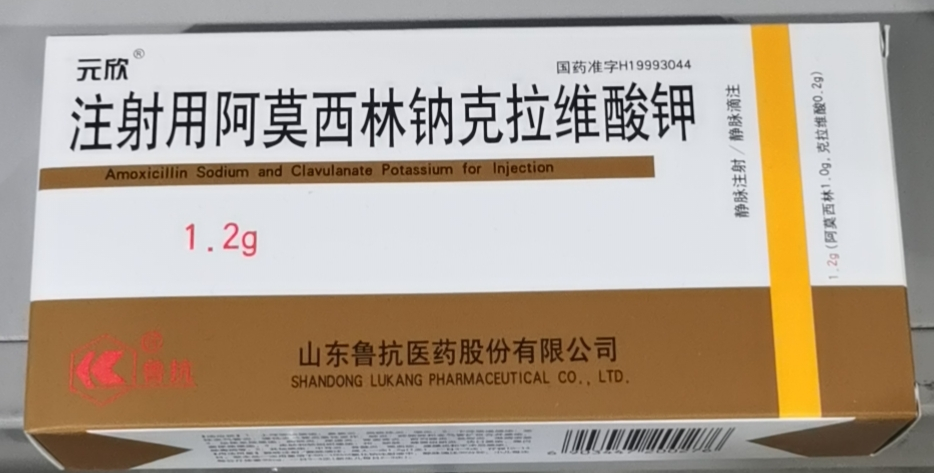 元欣®
国药准字H19993044
注射用阿莫西林钠克拉维酸钾
Amoxicillin Sodium and Clavulanate Potassium for Injection
1.2g
静脉注射/静脉滴注
1.2g(阿莫西林1.0g,克拉维酸0.2g)
鲁抗
山东鲁抗医药股份有限公司
SHANDONG LUKANG PHARMACEUTICAL CO., LTD.